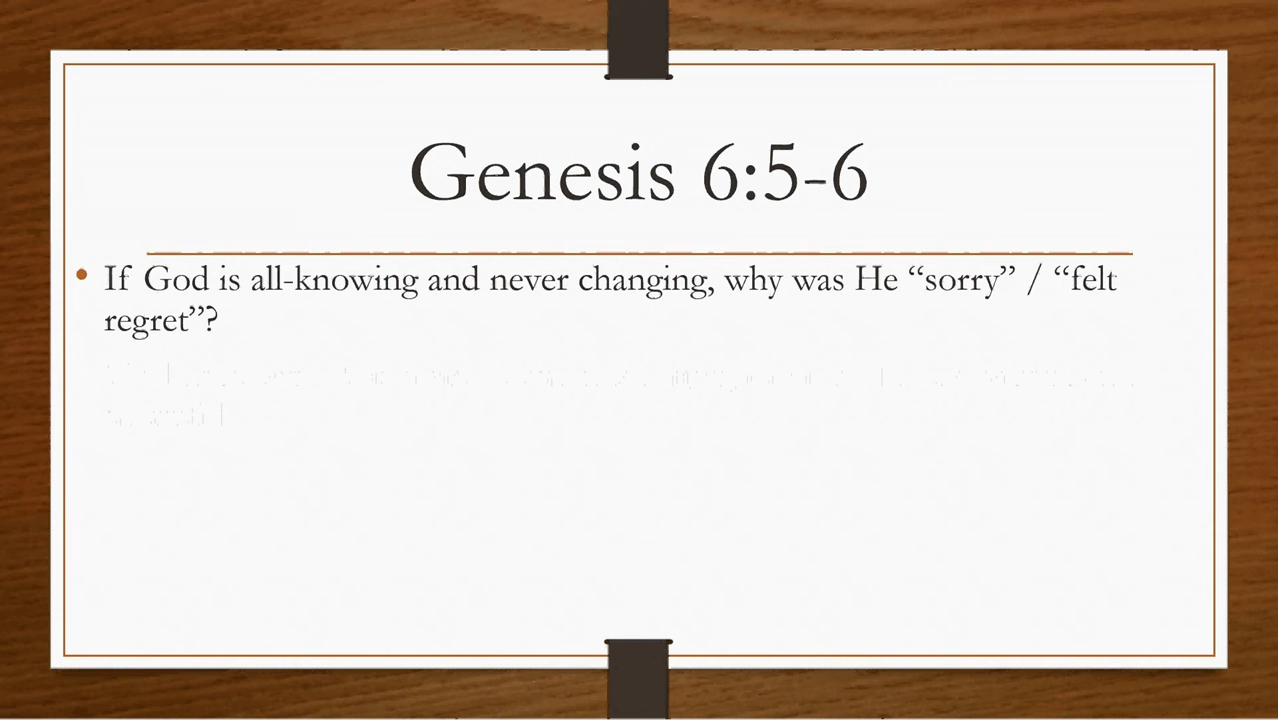 Genesis 6:5-6
• If God is all-knowing and never changing, why was He “sorry” / “felt
regret”?